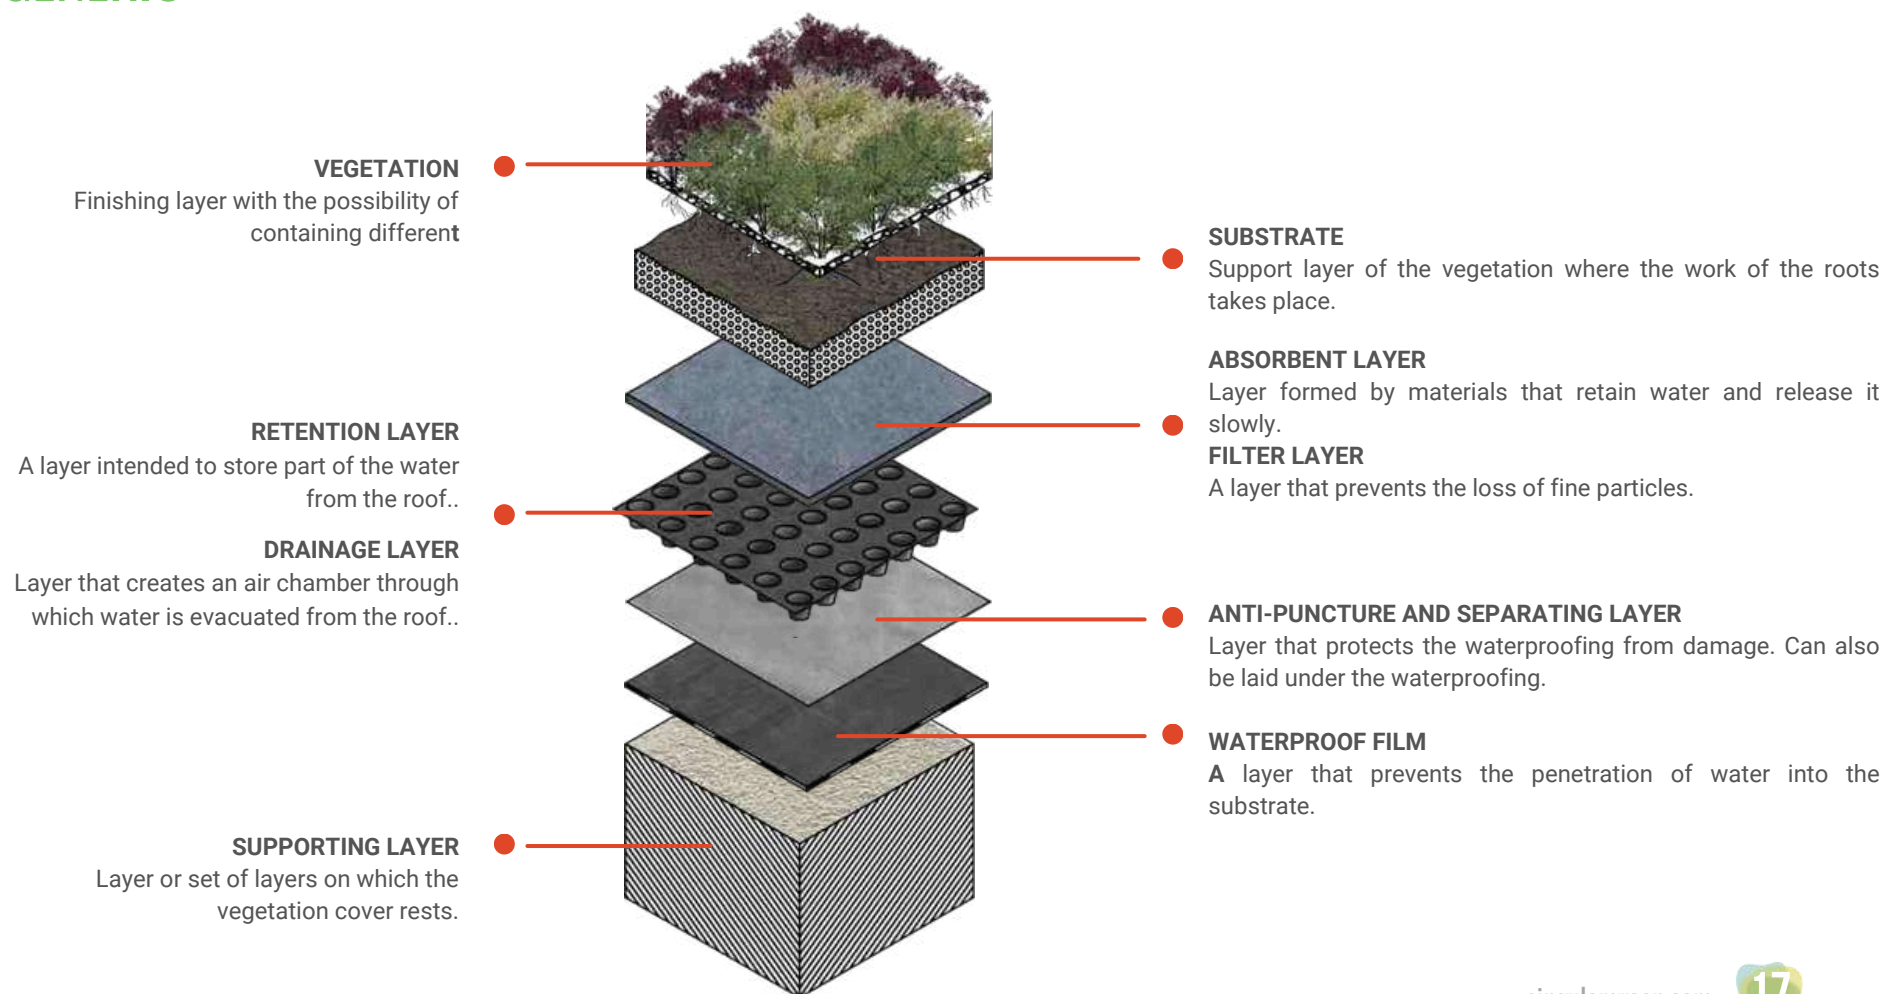 VEGETATION
Finishing layer with the possibility of
containing different
RETENTION LAYER
A layer intended to store part of the water
from the roof..
DRAINAGE LAYER
Layer that creates an air chamber through
which water is evacuated from the roof..
SUPPORTING LAYER
Layer or set of layers on which the
vegetation cover rests.
SUBSTRATE
Support layer of the vegetation where the work of the roots
takes place.
ABSORBENT LAYER
Layer formed by materials that retain water and release it
slowly.
FILTER LAYER
A layer that prevents the loss of fine particles.
ANTI-PUNCTURE AND SEPARATING LAYER
Layer that protects the waterproofing from damage. Can also
be laid under the waterproofing.
WATERPROOF FILM
A layer that prevents the penetration of water into the
substrate.
17